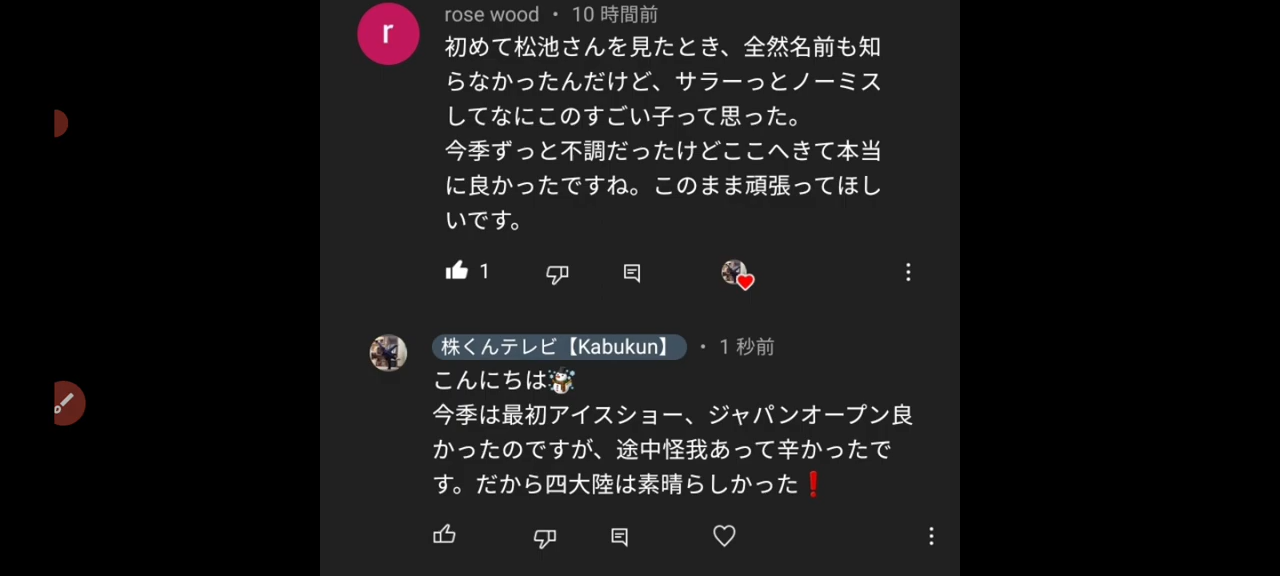 rose wood ・ 10 時間前
初めて松池さんを見たとき、全然名前も知
らなかったんだけど、サラーっとノーミス
してなにこのすごい子って思った。
今季ずっと不調だったけどここへきて本当
に良かったですね。このまま頑張ってほし
いです。
1
株くんテレビ【Kabukun】 ・ 1 秒前
こんにちは⛄
今季は最初アイスショー、ジャパンオープン良
かったのですが、途中怪我あって辛かったで
す。だから四大陸は素晴らしかった❗